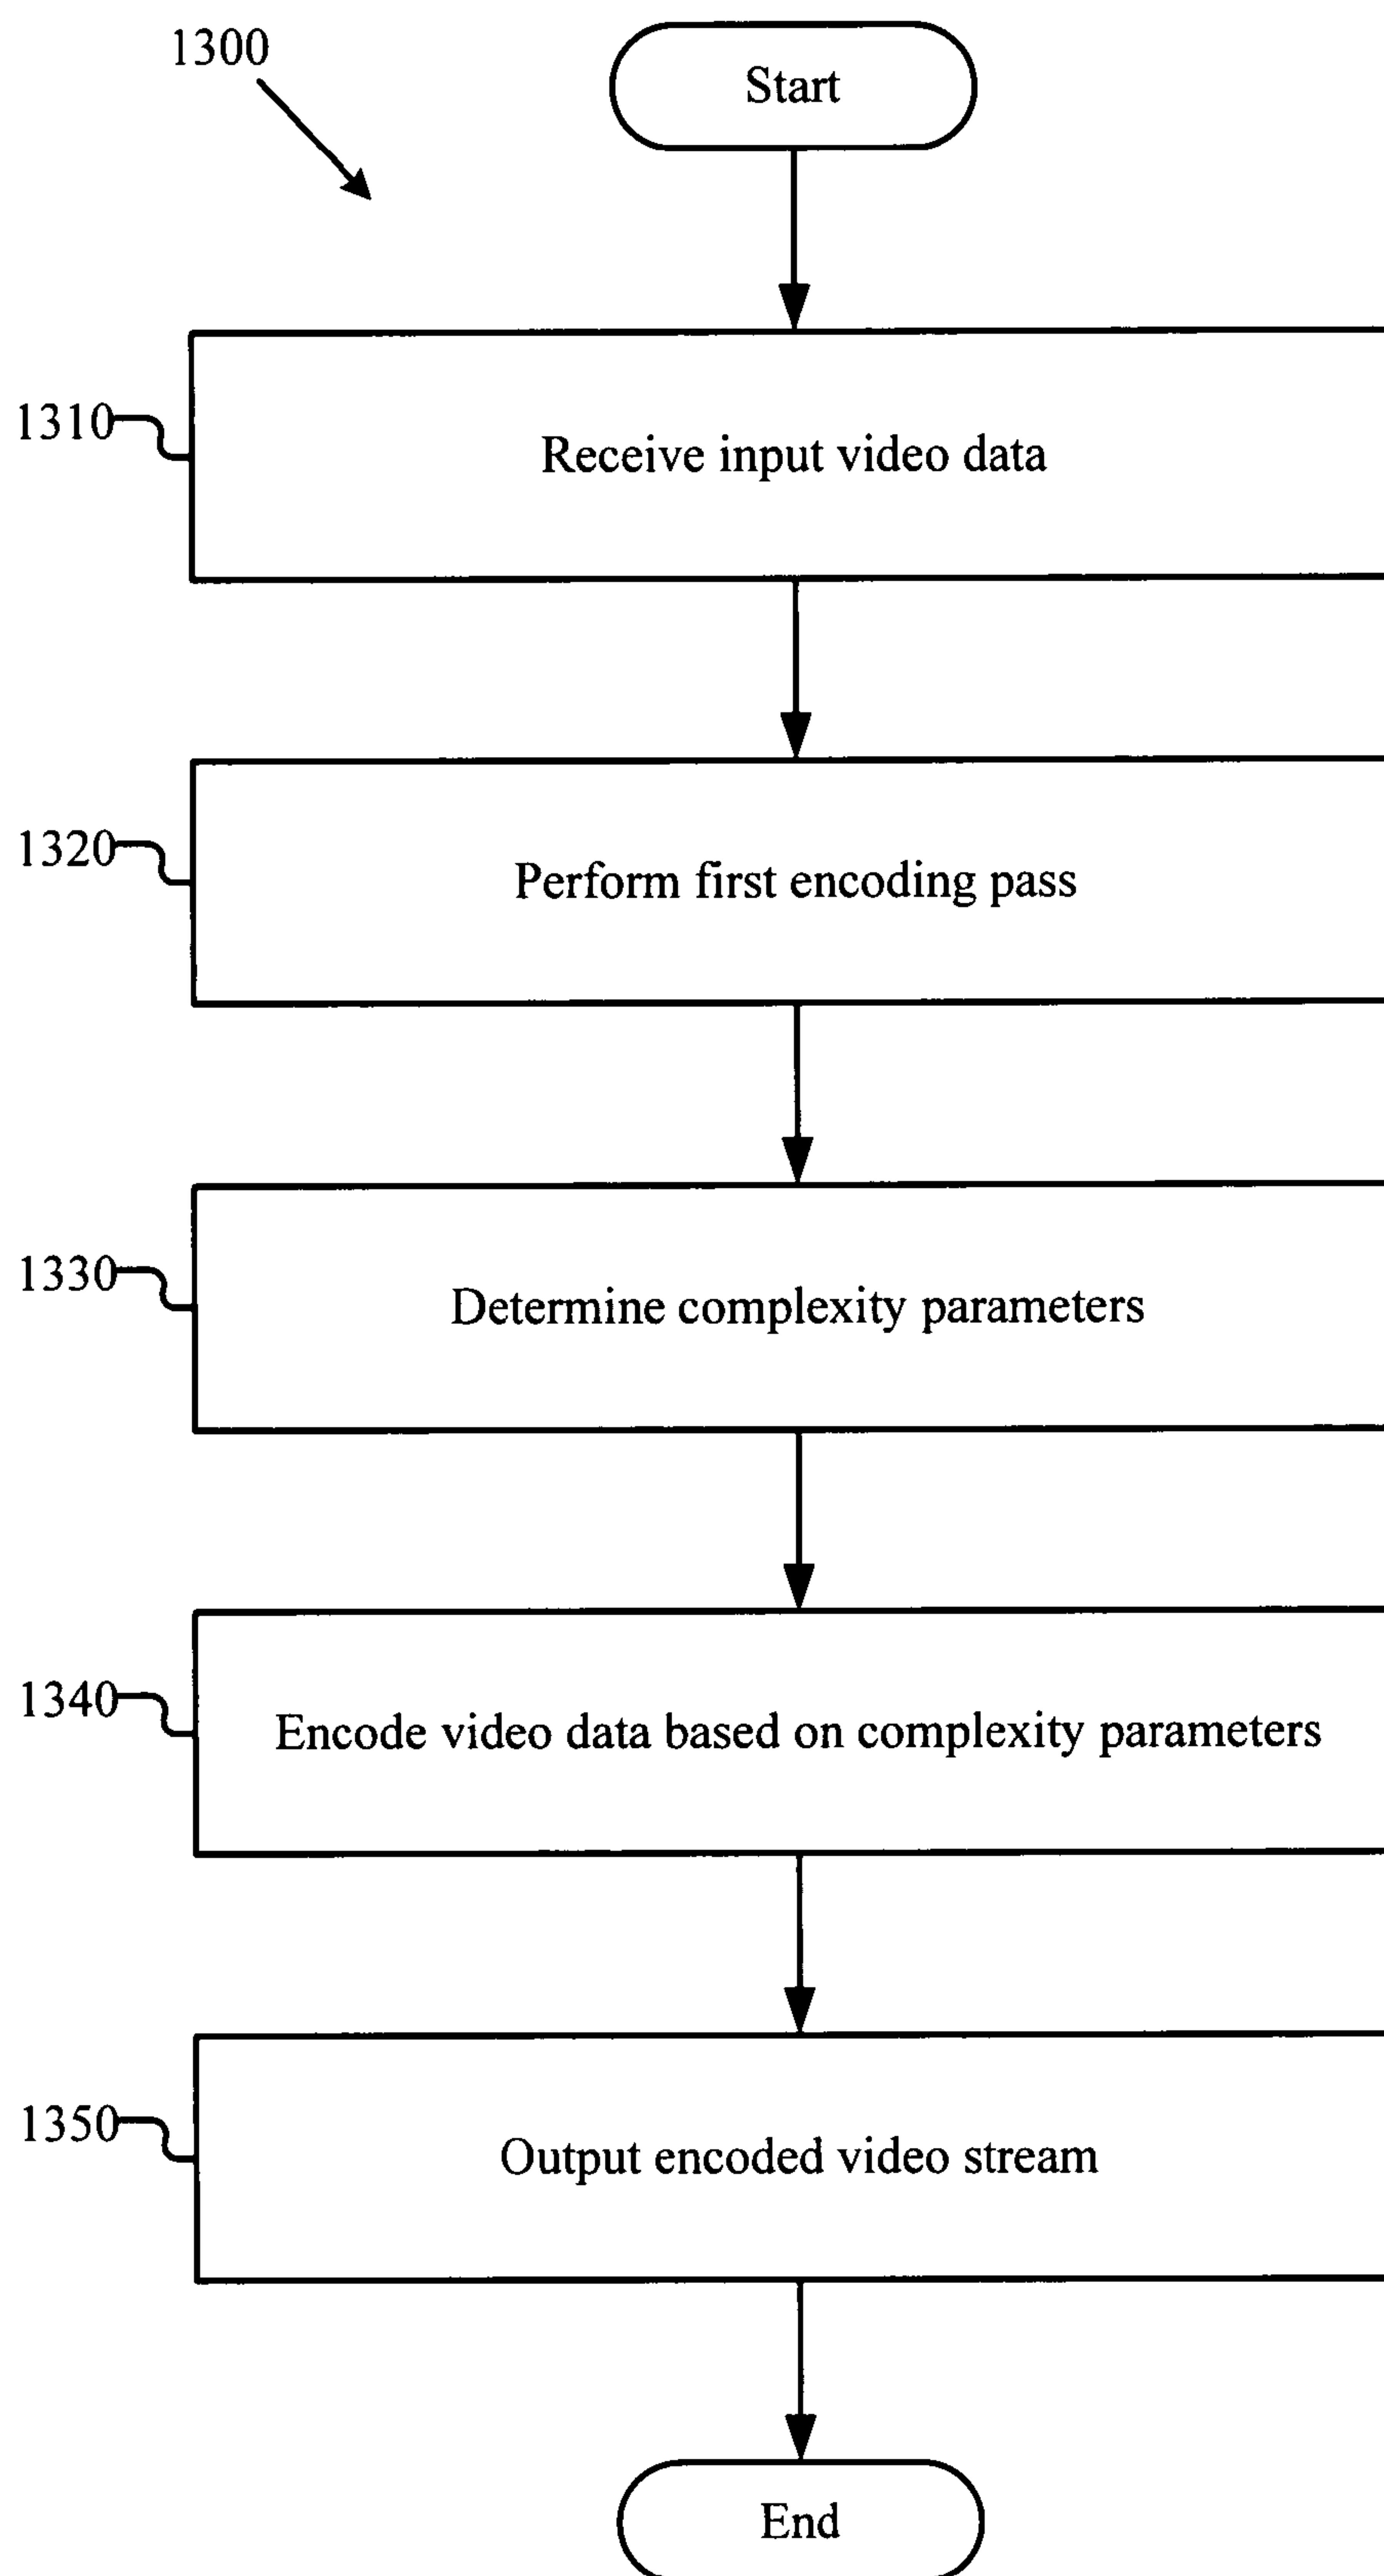 1300
Start
1310
Receive input video data
1320
Perform first encoding pass
1330
Determine complexity parameters
1340
Encode video data based on complexity parameters
1350
Output encoded video stream
End